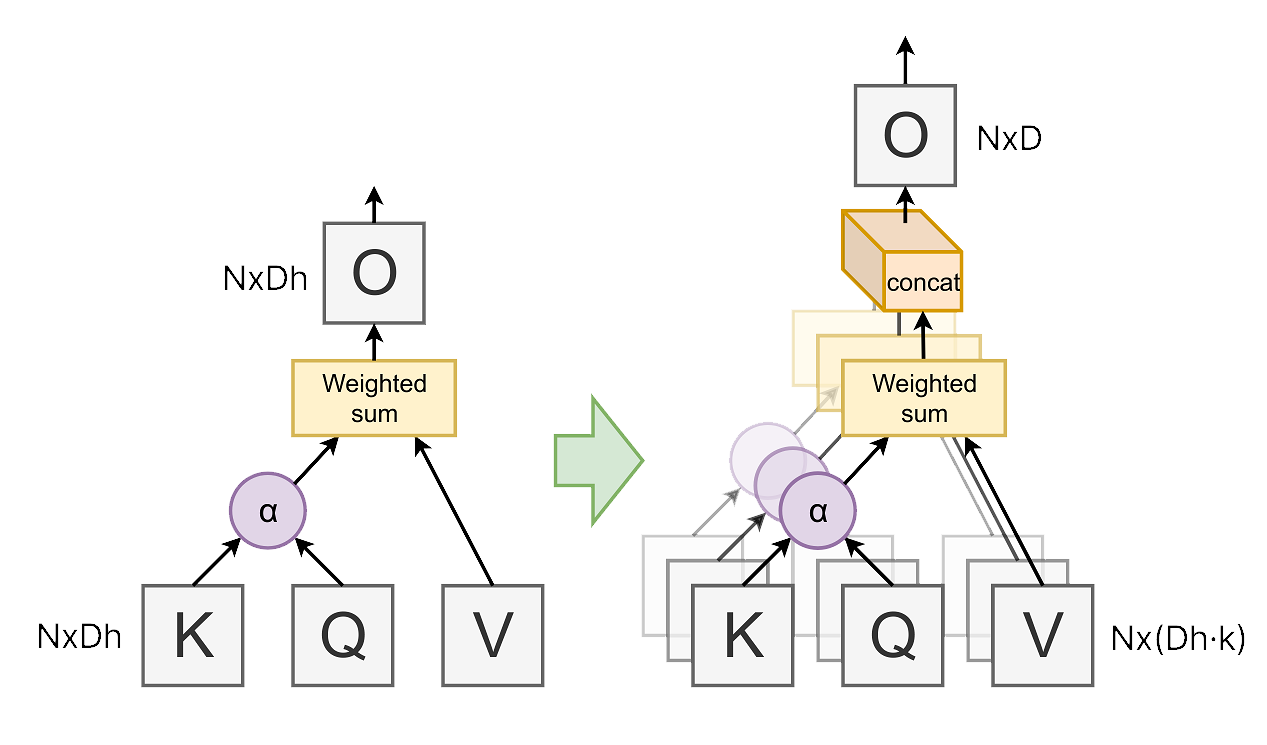 O
NxDh
Weighted
sum
α
K
Q
V
NxDh
O
NxD
concat
Weighted
sum
α
K
Q
V
Nx(Dh·k)